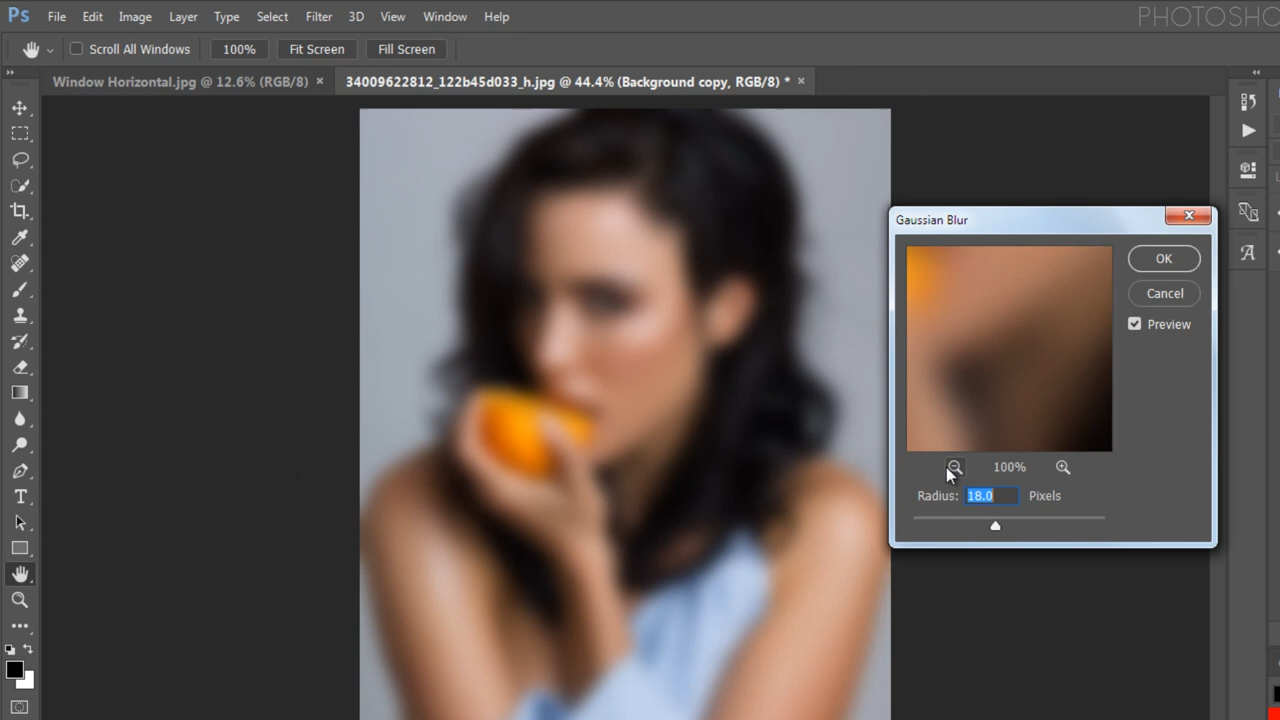 Ps File Edit Image Layer Type Select Filter 3D View Window Help
PHOTOSHO
Scroll All Windows 100% Fit Screen Fill Screen
Window Horizontal.jpg @ 12.6% (RGB/8) × 34009622812_122b45d033_h.jpg @ 44.4% (Background copy, RGB/8) * ×
Gaussian Blur
OK
Cancel
Preview
100%
Radius: 18.0 Pixels